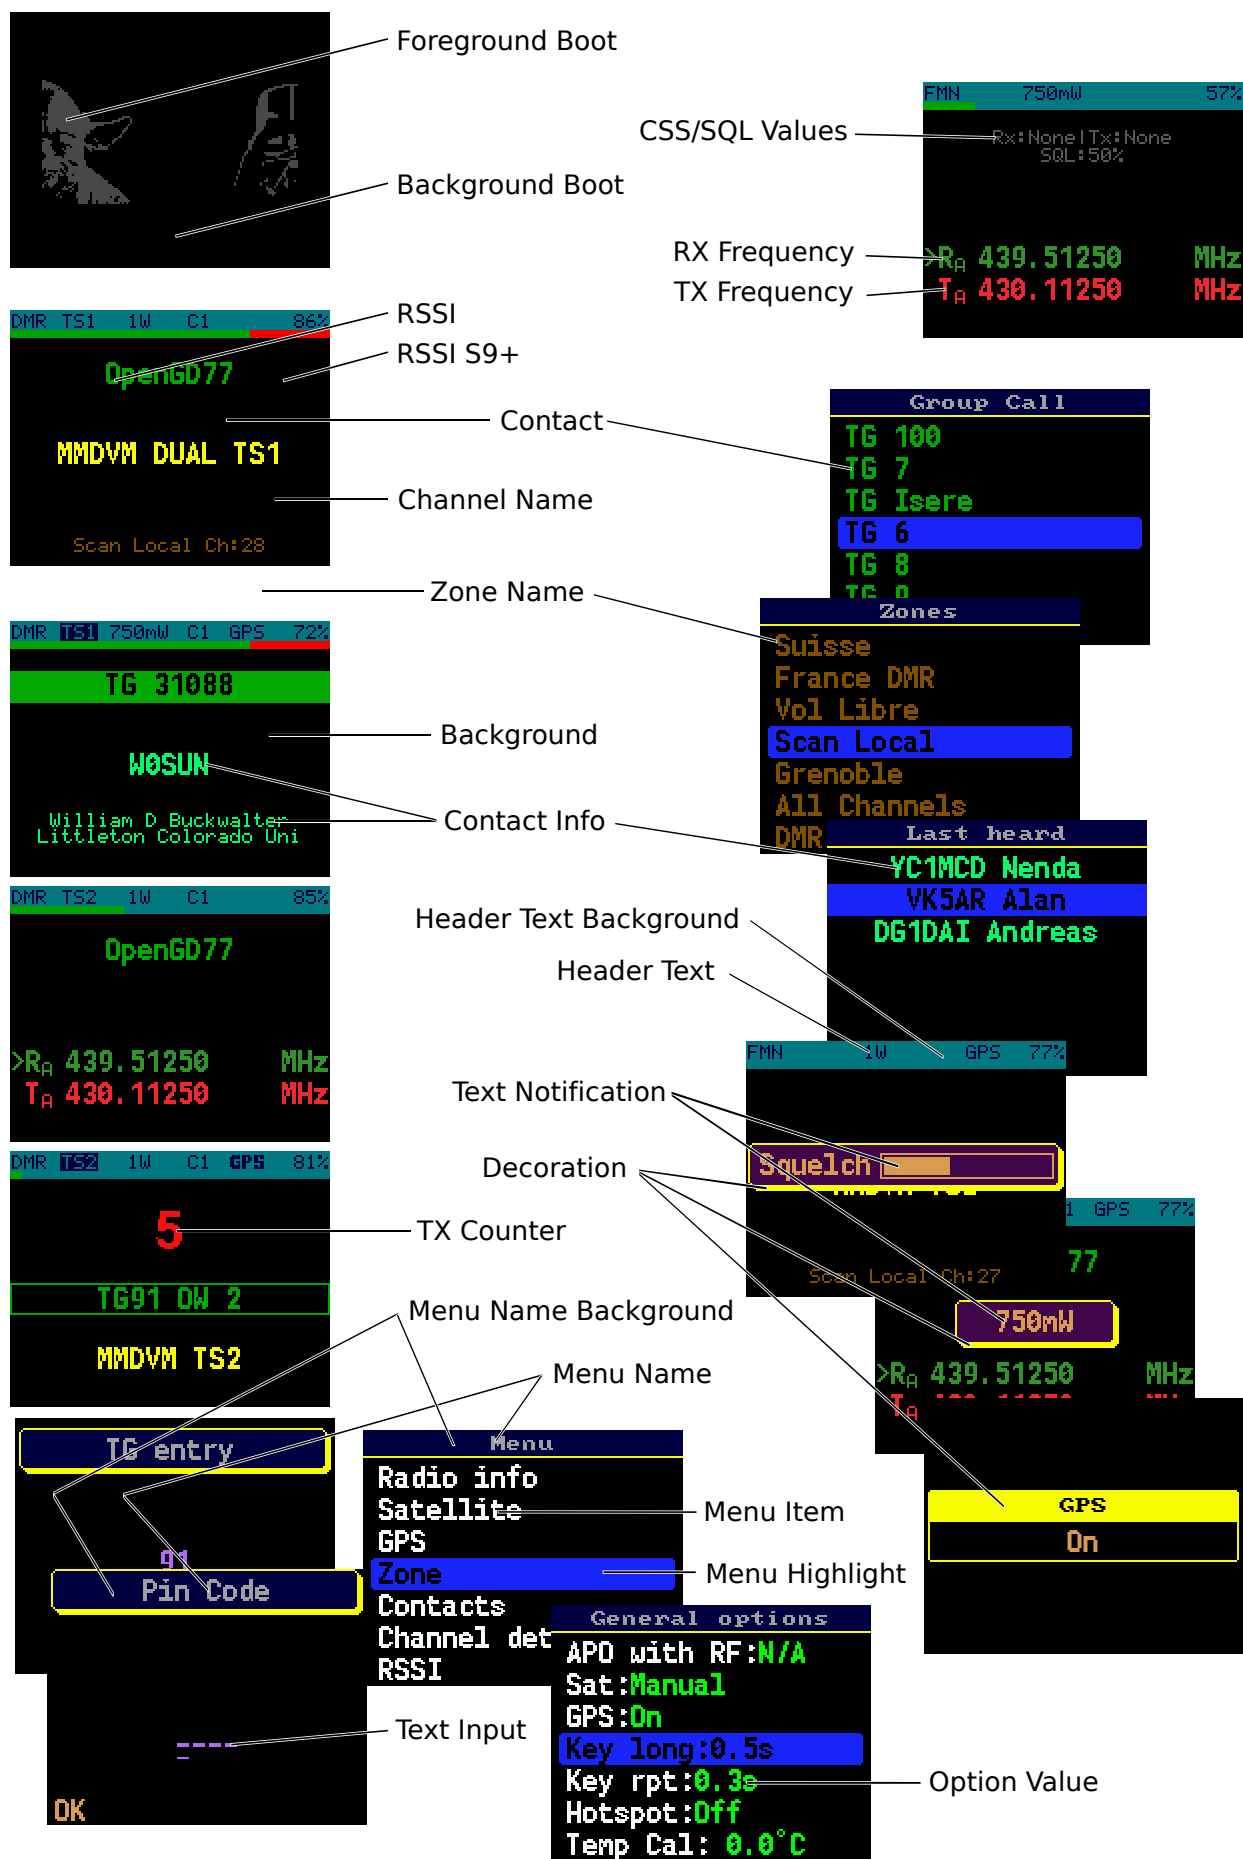 Foreground Boot
Background Boot
FMN 750mW 57%
CSS/SQL Values
Rx:None|Tx:None
SQL:50%
RX Frequency
>RA 439.51250 MHz
TX Frequency
TA 430.11250 MHz
DMR TS1 1W C1 86%
RSSI
RSSI S9+
OpenGD77
Contact
MMDVM DUAL TS1
Channel Name
Scan Local Ch:28
Group Call
TG 100
TG 7
TG Isere
TG 6
TG 8
Zone Name
Zones
Suisse
France DMR
Vol Libre
Scan Local
Grenoble
All Channels
DMR
DMR TS1 750mW C1 GPS 72%
TG 31088
Background
W0SUN
Contact Info
William D Buckwalter
Littleton Colorado Uni
Last heard
YC1MCD Nenda
VK5AR Alan
DG1DAI Andreas
DMR TS2 1W C1 85%
OpenGD77
>RA 439.51250 MHz
TA 430.11250 MHz
Header Text Background
Header Text
FMN 1W GPS 77%
Text Notification
Squelch
Decoration
Scan Local Ch:27
1 GPS 77%
77
750mW
>RA 439.51250 MHz
TA
GPS
On
DMR TS2 1W C1 GPS 81%
5
TX Counter
TG91 OW 2
Menu Name Background
MMDVM TS2
Menu Name
TG entry
91
Pin Code
Menu
Radio info
Satellite
GPS
Zone
Contacts
Channel det
RSSI
Menu Item
Menu Highlight
Text Input
OK
General options
APO with RF:N/A
Sat:Manual
GPS:On
Key long:0.5s
Key rpt:0.3s
Hotspot:Off
Temp Cal: 0.0°C
Option Value